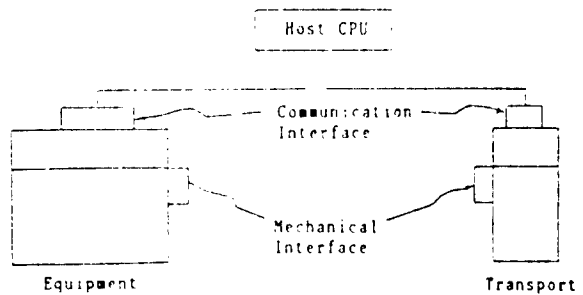 Host CPU
Communication
Interface
Mechanical
Interface
Equipment
Transport